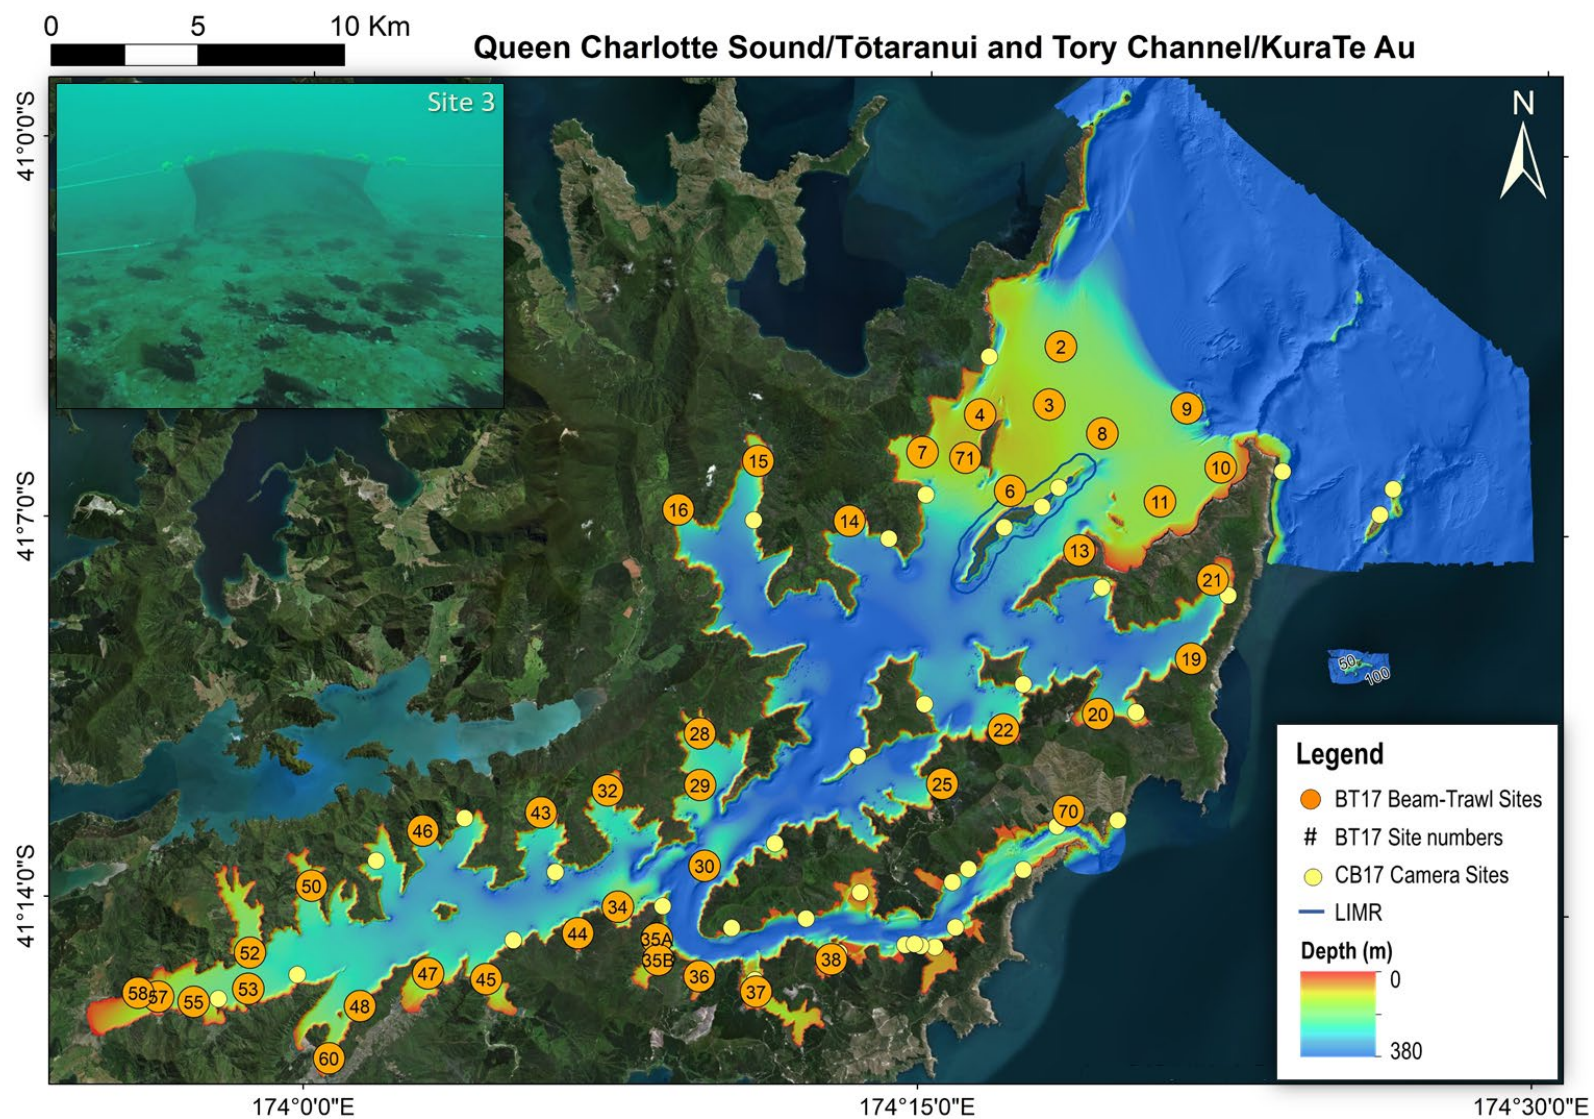 0 5 10 Km
Queen Charlotte Sound/Tōtaranui and Tory Channel/KuraTe Au
Site 3
N
41°0'0"S
41°7'0"S
41°14'0"S
2
3
4
9
8
7
71
10
6
11
15
16
14
13
21
19
50
100
20
22
28
29
25
32
43
46
70
30
50
34
44
35A
35B
52
36
38
47
45
37
58
57
55
53
48
60
Legend
BT17 Beam-Trawl Sites
# BT17 Site numbers
CB17 Camera Sites
LIMR
Depth (m)
0
380
174°0'0"E
174°15'0"E
174°30'0"E